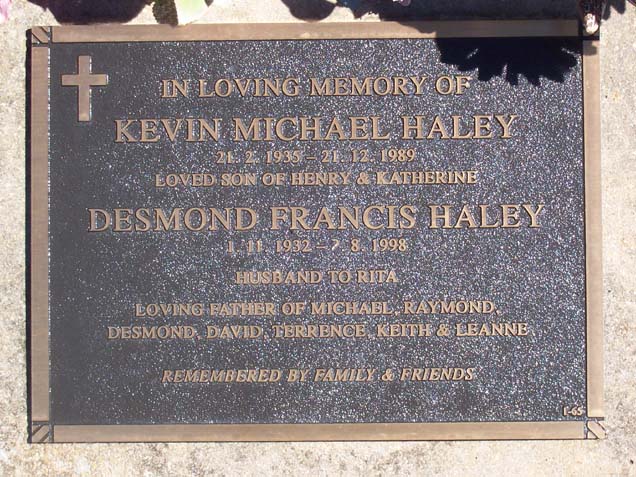 IN LOVING MEMORY OF
KEVIN MICHAEL HALEY
21. 2. 1935 – 21. 12. 1989
LOVED SON OF HENRY & KATHERINE
DESMOND FRANCIS HALEY
1. 11. 1932 – 7. 8. 1998
HUSBAND TO RITA
LOVING FATHER OF MICHAEL, RAYMOND,
DESMOND, DAVID, TERRENCE, KEITH & LEANNE
REMEMBERED BY FAMILY & FRIENDS